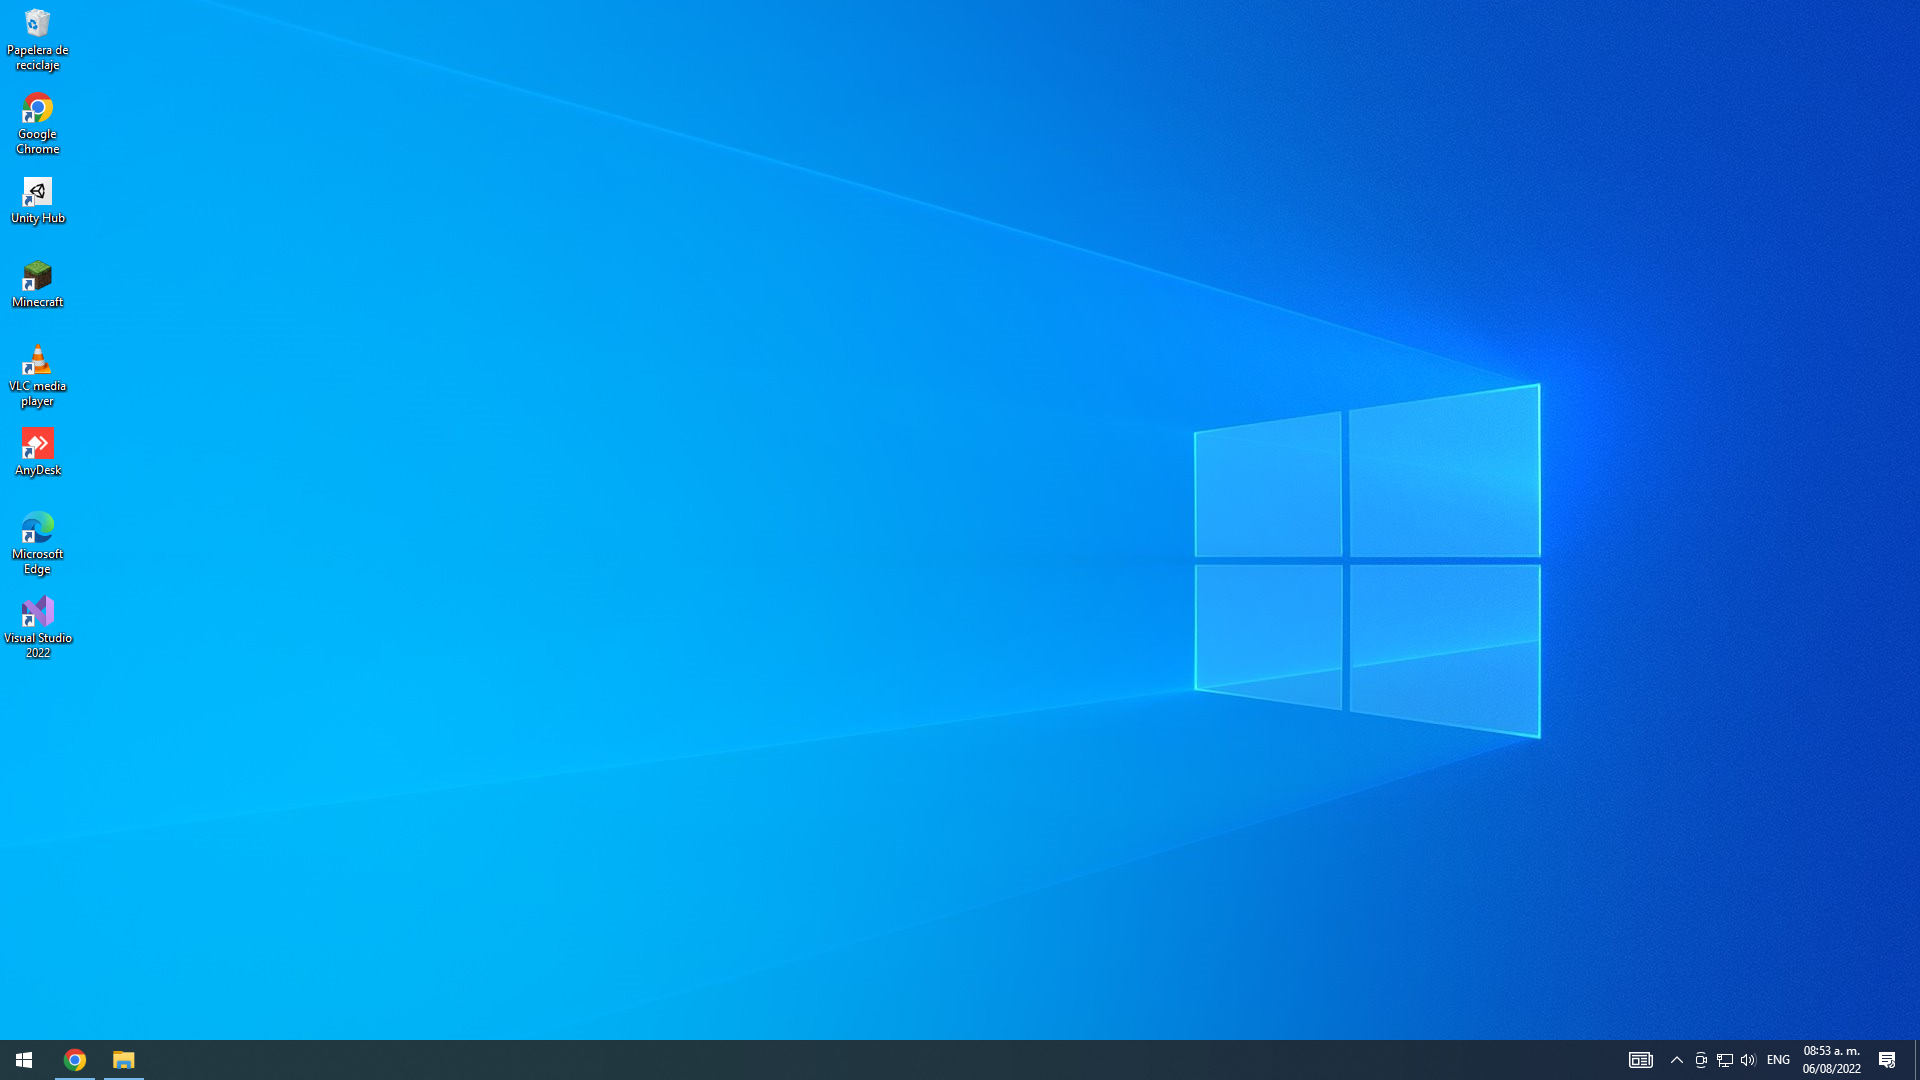 Papelera de
reciclaje
Google
Chrome
Unity Hub
Minecraft
VLC media
player
AnyDesk
Microsoft
Edge
Visual Studio
2022
ENG
08:53 a. m.
06/08/2022